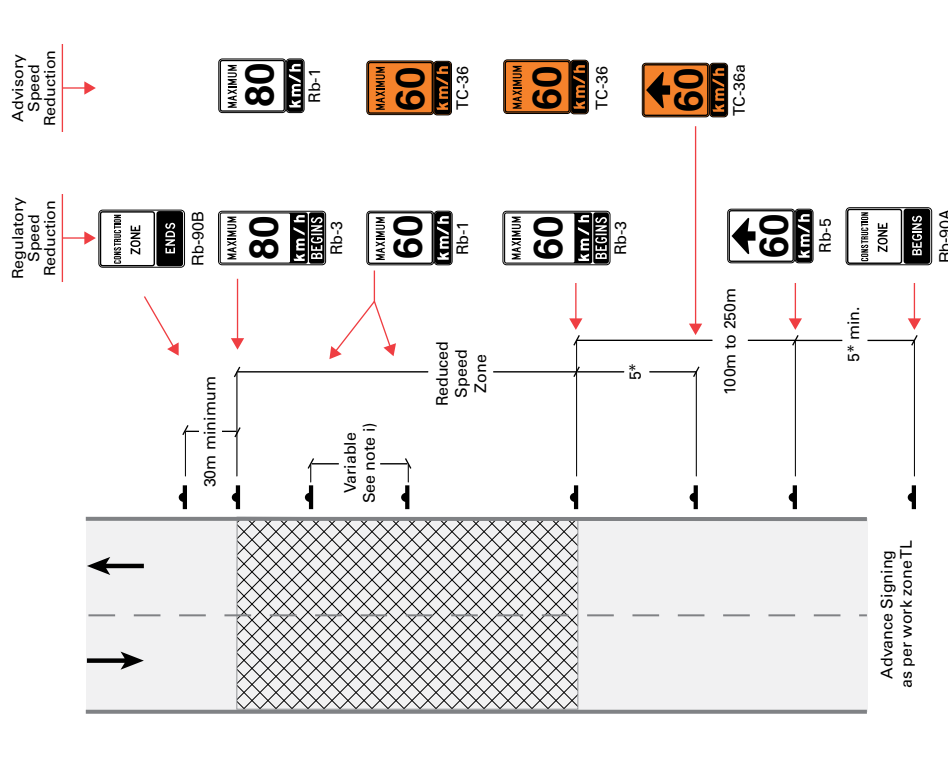 Advisory
Speed
Reduction
MAXIMUM
80
km/h
Rb-1
MAXIMUM
60
km/h
TC-36
MAXIMUM
60
km/h
TC-36
60
km/h
TC-36a
Regulatory
Speed
Reduction
CONSTRUCTION
ZONE
ENDS
Rb-90B
MAXIMUM
80
km/h
BEGINS
Rb-3
MAXIMUM
60
km/h
Rb-1
MAXIMUM
60
km/h
BEGINS
Rb-3
60
km/h
Rb-5
CONSTRUCTION
ZONE
BEGINS
Rb-90A
30m minimum
Reduced
Speed
Zone
5*
100m to 250m
5* min.
Variable
See note i)
Advance Signing
as per work zoneTL